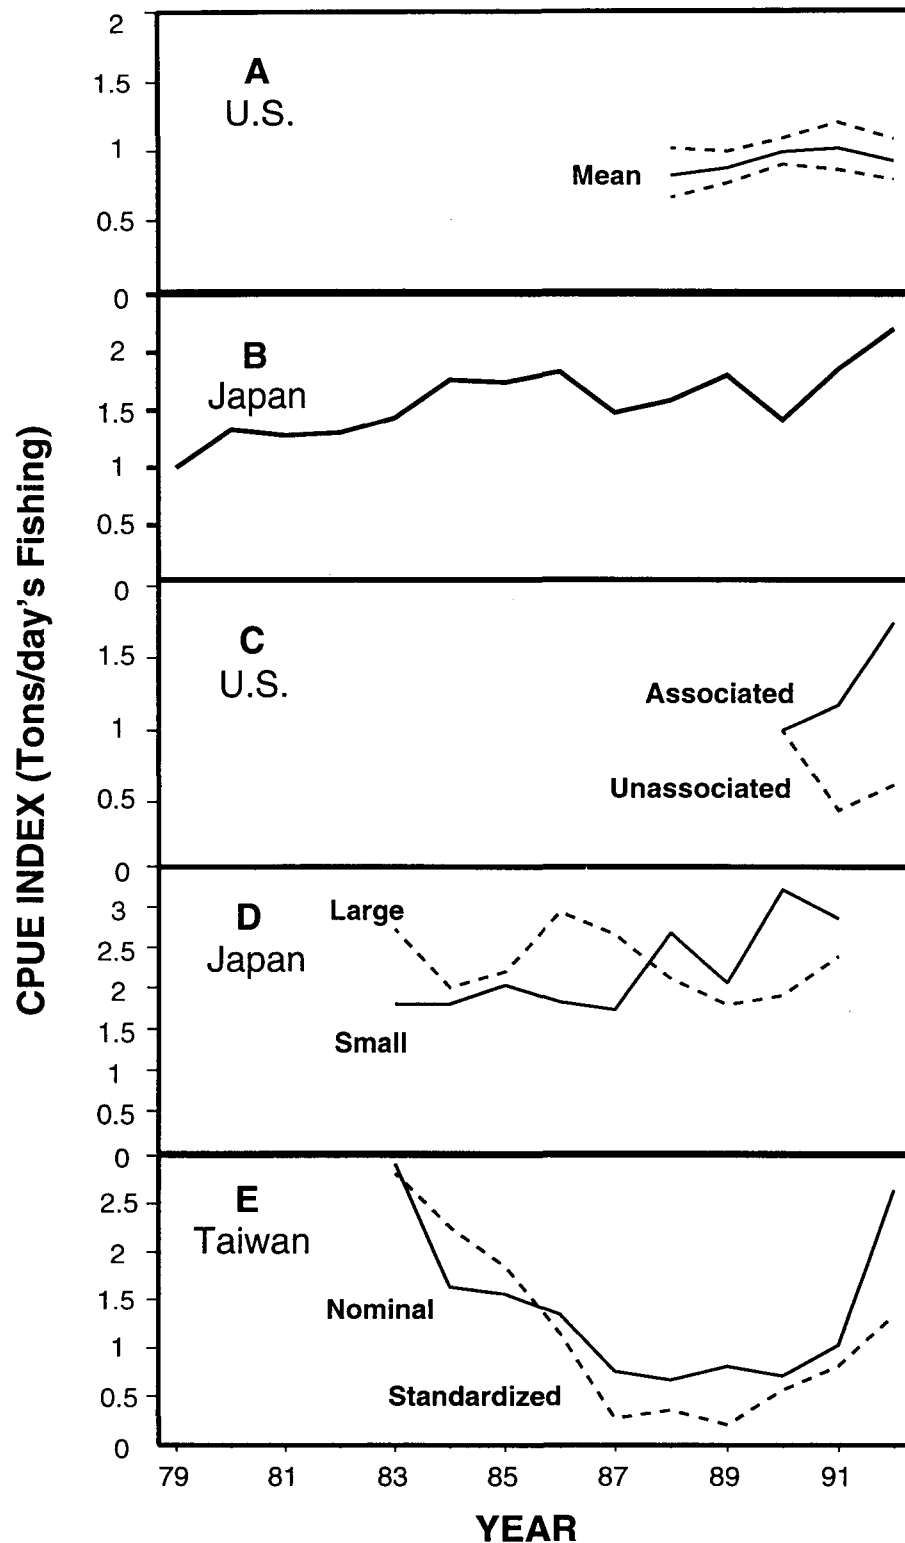 CPUE INDEX (Tons/day's Fishing)
2
1.5
1
0.5
0
A
U.S.
Mean
2
1.5
1
0.5
0
B
Japan
1.5
1
0.5
0
C
U.S.
Associated
Unassociated
3
2.5
2
1.5
1
0.5
0
D
Japan
Large
Small
2.5
2
1.5
1
0.5
0
E
Taiwan
Nominal
Standardized
79 81 83 85 87 89 91
YEAR